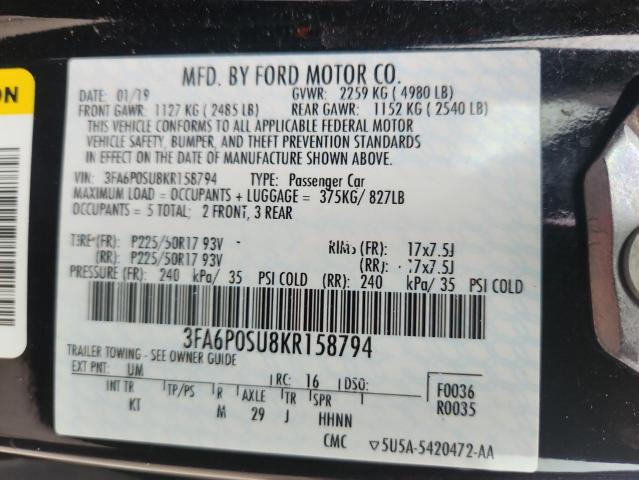 ON
MFD. BY FORD MOTOR CO.
DATE: 01/19 GVWR: 2259 KG ( 4980 LB)
FRONT GAWR: 1127 KG ( 2485 LB) REAR GAWR: 1152 KG ( 2540 LB)
THIS VEHICLE CONFORMS TO ALL APPLICABLE FEDERAL MOTOR
VEHICLE SAFETY, BUMPER, AND THEFT PREVENTION STANDARDS
IN EFFECT ON THE DATE OF MANUFACTURE SHOWN ABOVE.
VIN: 3FA6P0SU8KR158794 TYPE: Passenger Car
MAXIMUM LOAD = OCCUPANTS + LUGGAGE = 375KG/ 827LB
OCCUPANTS = 5 TOTAL; 2 FRONT, 3 REAR
TIRE(FR): P225/50R17 93V RIMS(FR): 17x7.5J
(RR): P225/50R17 93V (RR): 17x7.5J
PRESSURE (FR): 240 kPa/ 35 PSI COLD (RR): 240 kPa/ 35 PSI COLD
3FA6P0SU8KR158794
TRAILER TOWING - SEE OWNER GUIDE
EXT PNT: UM RC: 16 DSO: F0036
INT TR TP/PS R AXLE TR SPR R0035
KT M 29 J HHNN
CMC ▽5U5A-5420472-AA